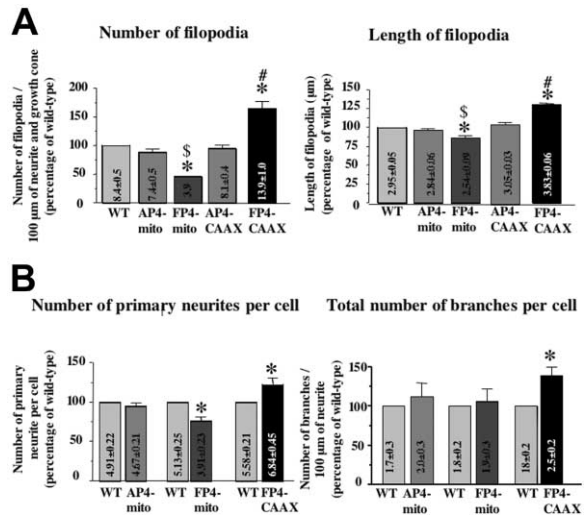 A
Number of filopodia
Length of filopodia
Number of filopodia /
100 µm of neurite and growth cone
(percentage of wild-type)
200
150
100
50
0
8.4±0.5
7.4±0.5
3.9
8.1±0.4
13.9±1.0
$
*
*
#
WT
AP4-
mito
FP4-
mito
AP4-
CAAX
FP4-
CAAX
Length of filopodia (µm)
(percentage of wild-type)
150
125
100
75
50
25
2.95±0.05
2.84±0.06
2.54±0.09
3.05±0.03
3.83±0.06
$
*
*
#
WT
AP4-
mito
FP4-
mito
AP4-
CAAX
FP4-
CAAX
B
Number of primary neurites per cell
Total number of branches per cell
Number of primary
neurite per cell
(percentage of wild-type)
150
100
50
0
4.91±0.22
4.67±0.21
5.13±0.25
3.91±0.23
5.58±0.21
6.84±0.45
*
*
WT
AP4-
mito
WT
FP4-
mito
WT
FP4-
CAAX
Number of branches /
100 µm of neurite
(percentage of wild-type)
150
100
50
0
1.7±0.3
2.0±0.3
1.8±0.2
1.9±0.3
18±0.2
2.5±0.2
*
WT
AP4-
mito
WT
FP4-
mito
WT
FP4-
CAAX